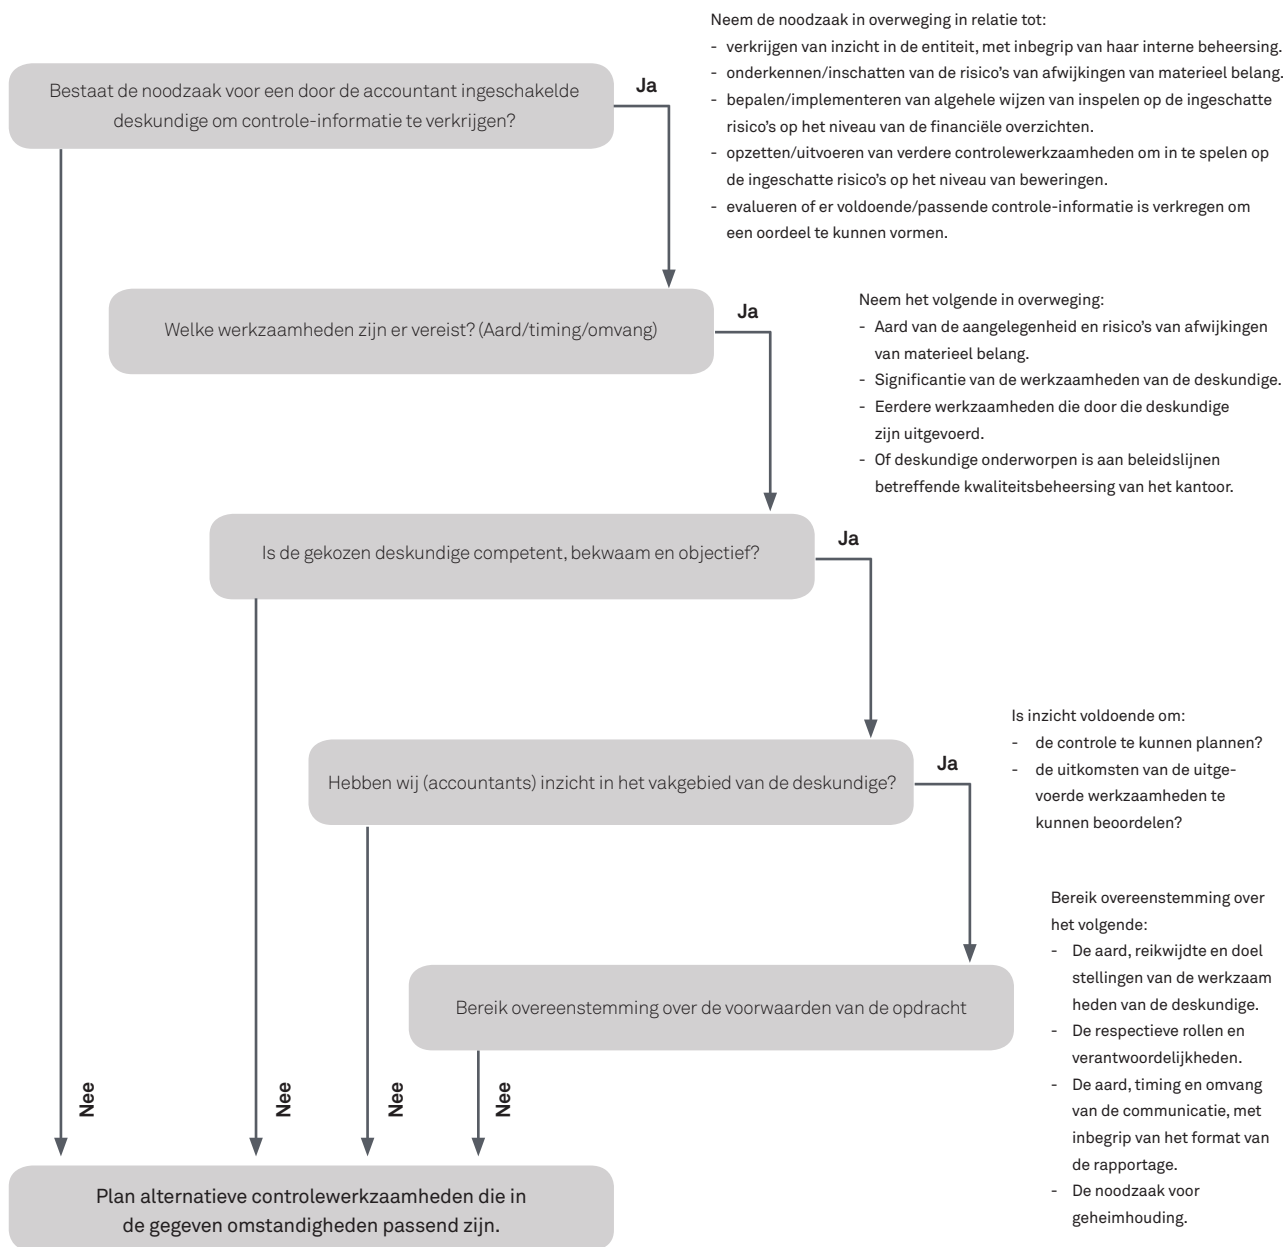 Neem de noodzaak in overweging in relatie tot:
- verkrijgen van inzicht in de entiteit, met inbegrip van haar interne beheersing.
- onderkennen/inschatten van de risico's van afwijkingen van materieel belang.
- bepalen/implementeren van algehele wijzen van inspelen op de ingeschatte
risico's op het niveau van de financiële overzichten.
- opzetten/uitvoeren van verdere controlewerkzaamheden om in te spelen op
de ingeschatte risico's op het niveau van beweringen.
- evalueren of er voldoende/passende controle-informatie is verkregen om
een oordeel te kunnen vormen.
Bestaat de noodzaak voor een door de accountant ingeschakelde
deskundige om controle-informatie te verkrijgen?
Ja
Welke werkzaamheden zijn er vereist? (Aard/timing/omvang)
Ja
Neem het volgende in overweging:
- Aard van de aangelegenheid en risico's van afwijkingen
van materieel belang.
- Significantie van de werkzaamheden van de deskundige.
- Eerdere werkzaamheden die door die deskundige
zijn uitgevoerd.
- Of deskundige onderworpen is aan beleidslijnen
betreffende kwaliteitsbeheersing van het kantoor.
Is de gekozen deskundige competent, bekwaam en objectief?
Ja
Hebben wij (accountants) inzicht in het vakgebied van de deskundige?
Ja
Is inzicht voldoende om:
- de controle te kunnen plannen?
- de uitkomsten van de uitge-
voerde werkzaamheden te
kunnen beoordelen?
Bereik overeenstemming over de voorwaarden van de opdracht
Bereik overeenstemming over
het volgende:
- De aard, reikwijdte en doel
stellingen van de werkzaam
heden van de deskundige.
- De respectieve rollen en
verantwoordelijkheden.
- De aard, timing en omvang
van de communicatie, met
inbegrip van het format van
de rapportage.
- De noodzaak voor
geheimhouding.
Nee
Nee
Nee
Nee
Plan alternatieve controlewerkzaamheden die in
de gegeven omstandigheden passend zijn.